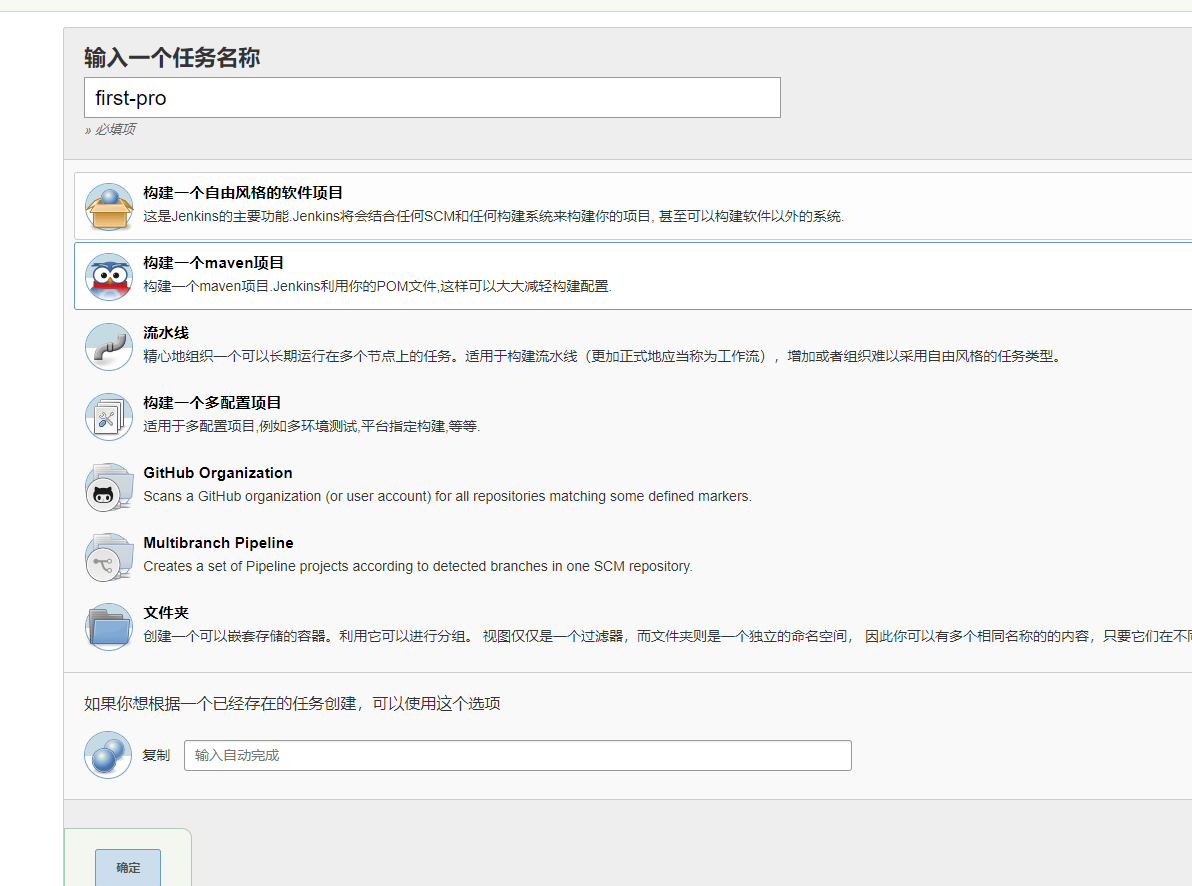 输入一个任务名称
first-pro
» 必填项
构建一个自由风格的软件项目
这是Jenkins的主要功能.Jenkins将会结合任何SCM和任何构建系统来构建你的项目, 甚至可以构建软件以外的系统.
构建一个maven项目
构建一个maven项目.Jenkins利用你的POM文件,这样可以大大减轻构建配置.
流水线
精心地组织一个可以长期运行在多个节点上的任务。适用于构建流水线（更加正式地应当称为工作流），增加或者组织难以采用自由风格的任务类型。
构建一个多配置项目
适用于多配置项目,例如多环境测试,平台指定构建,等等.
GitHub Organization
Scans a GitHub organization (or user account) for all repositories matching some defined markers.
Multibranch Pipeline
Creates a set of Pipeline projects according to detected branches in one SCM repository.
文件夹
创建一个可以嵌套存储的容器。利用它可以进行分组。 视图仅仅是一个过滤器，而文件夹则是一个独立的命名空间， 因此你可以有多个相同名称的的内容，只要它们在不同
如果你想根据一个已经存在的任务创建，可以使用这个选项
复制 输入自动完成
确定